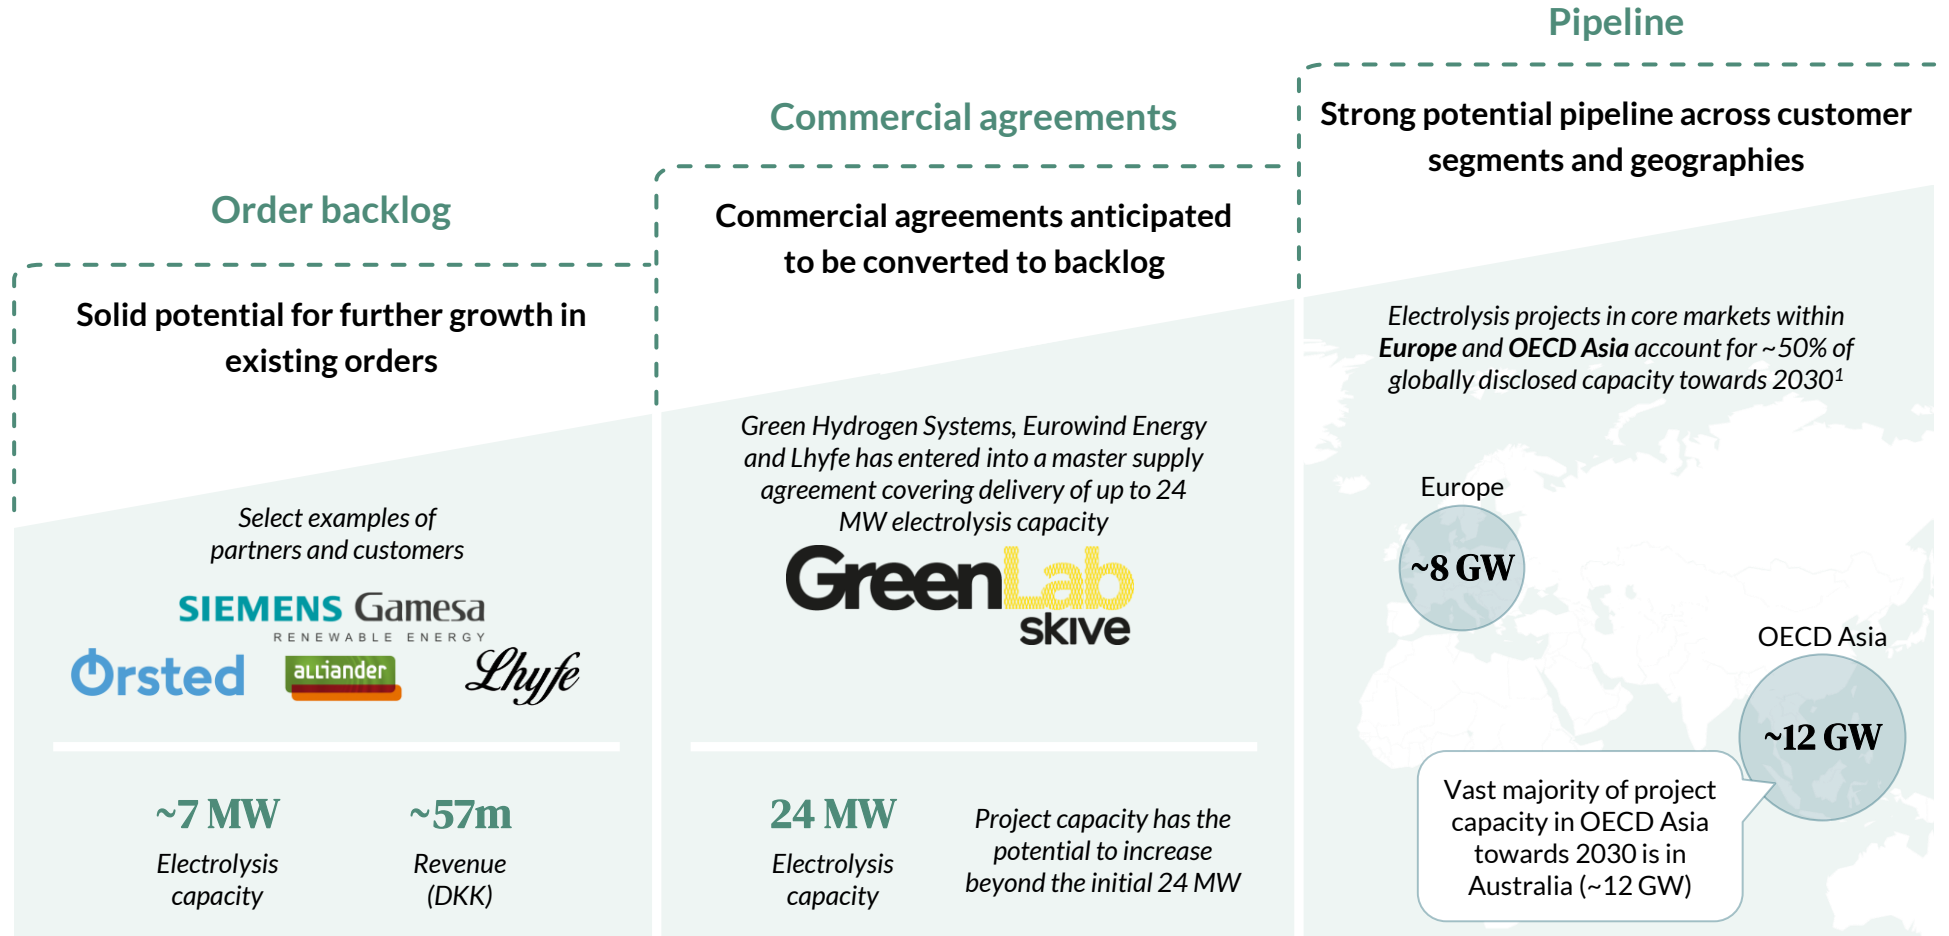 Order backlog
Solid potential for further growth in
existing orders
Select examples of
partners and customers
SIEMENS Gamesa
RENEWABLE ENERGY
Ørsted
alliander
Lhyfe
~7 MW
Electrolysis
capacity
~57m
Revenue
(DKK)
Commercial agreements
Commercial agreements anticipated
to be converted to backlog
Green Hydrogen Systems, Eurowind Energy
and Lhyfe has entered into a master supply
agreement covering delivery of up to 24
MW electrolysis capacity
GreenLab
skive
24 MW
Electrolysis
capacity
Project capacity has the
potential to increase
beyond the initial 24 MW
Pipeline
Strong potential pipeline across customer
segments and geographies
Electrolysis projects in core markets within
Europe and OECD Asia account for ~50% of
globally disclosed capacity towards 2030¹
Europe
~8 GW
OECD Asia
~12 GW
Vast majority of project
capacity in OECD Asia
towards 2030 is in
Australia (~12 GW)